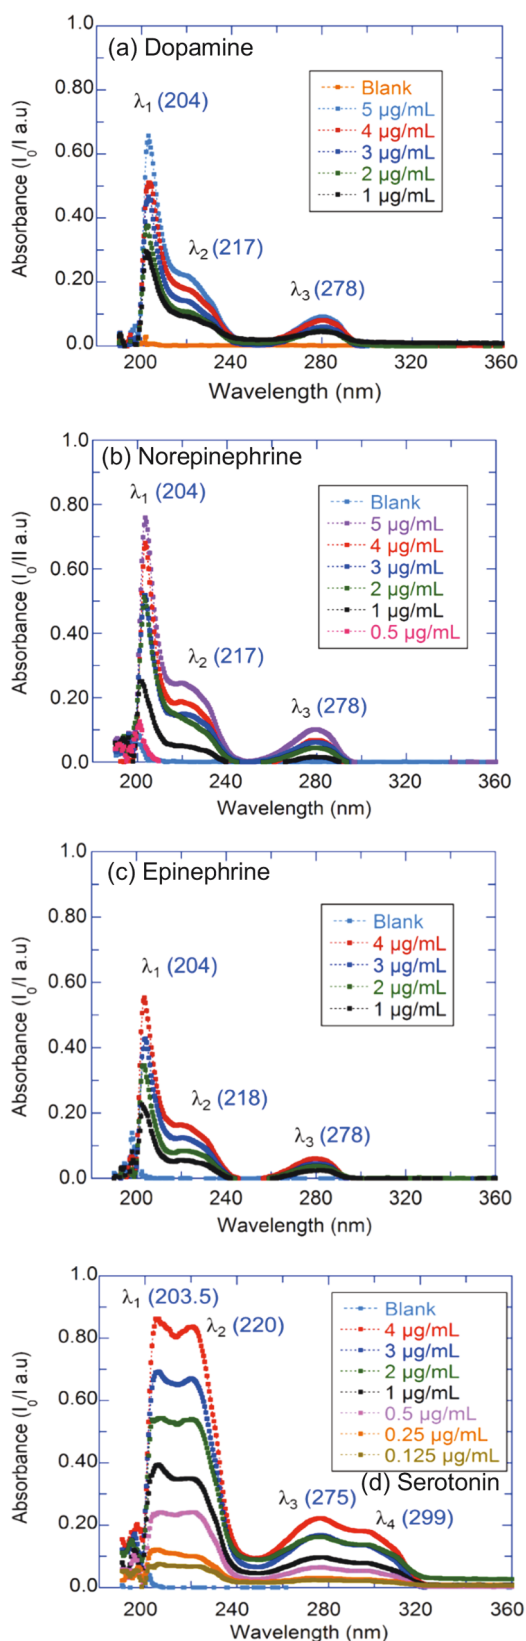 (a) Dopamine
λ1 (204)
λ2 (217)
λ3 (278)
Blank
5 µg/mL
4 µg/mL
3 µg/mL
2 µg/mL
1 µg/mL
Absorbance (I0/I a.u)
1.0
0.80
0.60
0.40
0.20
0.0
200 240 280 320 360
Wavelength (nm)
(b) Norepinephrine
λ1 (204)
λ2 (217)
λ3 (278)
Blank
5 µg/mL
4 µg/mL
3 µg/mL
2 µg/mL
1 µg/mL
0.5 µg/mL
Absorbance (I0/II a.u)
1.0
0.80
0.60
0.40
0.20
0.0
200 240 280 320 360
Wavelength (nm)
(c) Epinephrine
λ1 (204)
λ2 (218)
λ3 (278)
Blank
4 µg/mL
3 µg/mL
2 µg/mL
1 µg/mL
Absorbance (I0/I a.u)
1.0
0.80
0.60
0.40
0.20
0.0
200 240 280 320 360
Wavelength (nm)
λ1 (203.5)
λ2 (220)
λ3 (275)
λ4 (299)
Blank
4 µg/mL
3 µg/mL
2 µg/mL
1 µg/mL
0.5 µg/mL
0.25 µg/mL
0.125 µg/mL
(d) Serotonin
Absorbance (I0/I a.u)
1.0
0.80
0.60
0.40
0.20
0.0
200 240 280 320 360
Wavelength (nm)